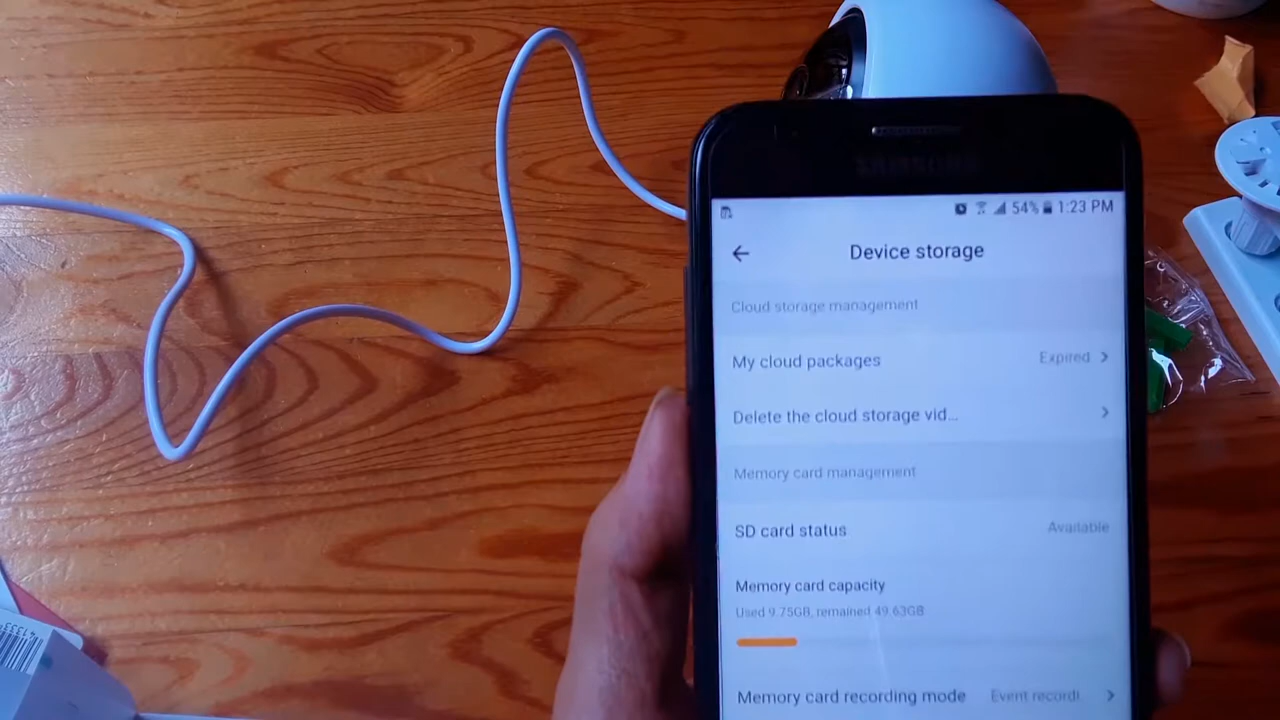 SAMSUNG
54% 1:23 PM
Device storage
Cloud storage management
My cloud packages
Expired
Delete the cloud storage vid...
Memory card management
SD card status
Available
Memory card capacity
Used 9.75GB, remained 49.63GB
Memory card recording mode
Event recordi..